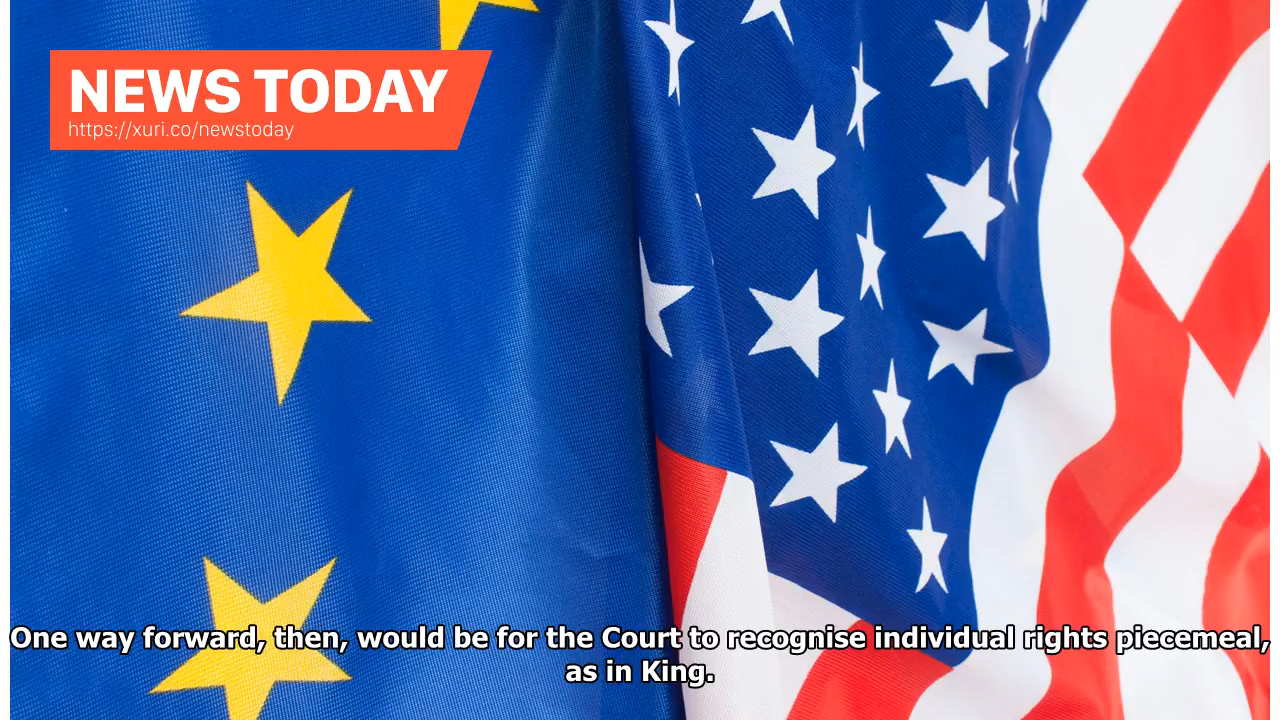 NEWS TODAY
https://xuri.co/newstoday
One way forward, then, would be for the Court to recognise individual rights piecemeal,
as in King.